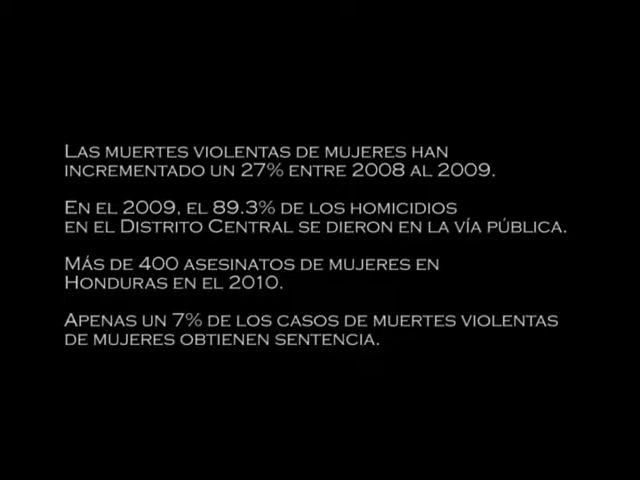 Las muertes violentas de mujeres han
incrementado un 27% entre 2008 al 2009.
En el 2009, el 89.3% de los homicidios
en el Distrito Central se dieron en la vía pública.
Más de 400 asesinatos de mujeres en
Honduras en el 2010.
Apenas un 7% de los casos de muertes violentas
de mujeres obtienen sentencia.